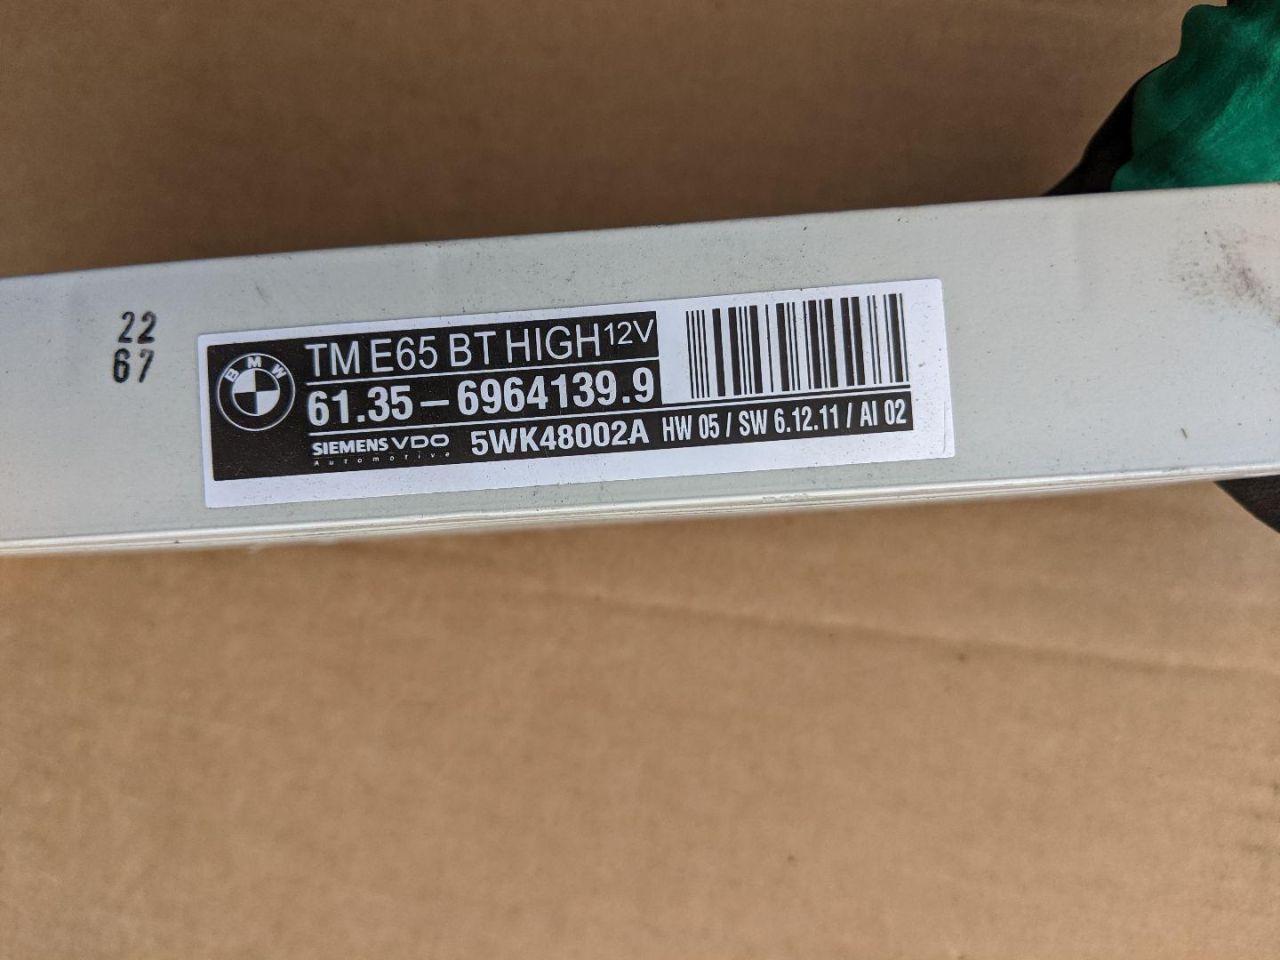 22
67
BMW
TM E65 BT HIGH 12V
61.35 – 6964139.9
SIEMENS VDO
Automotive
5WK48002A HW 05 / SW 6.12.11 / AI 02